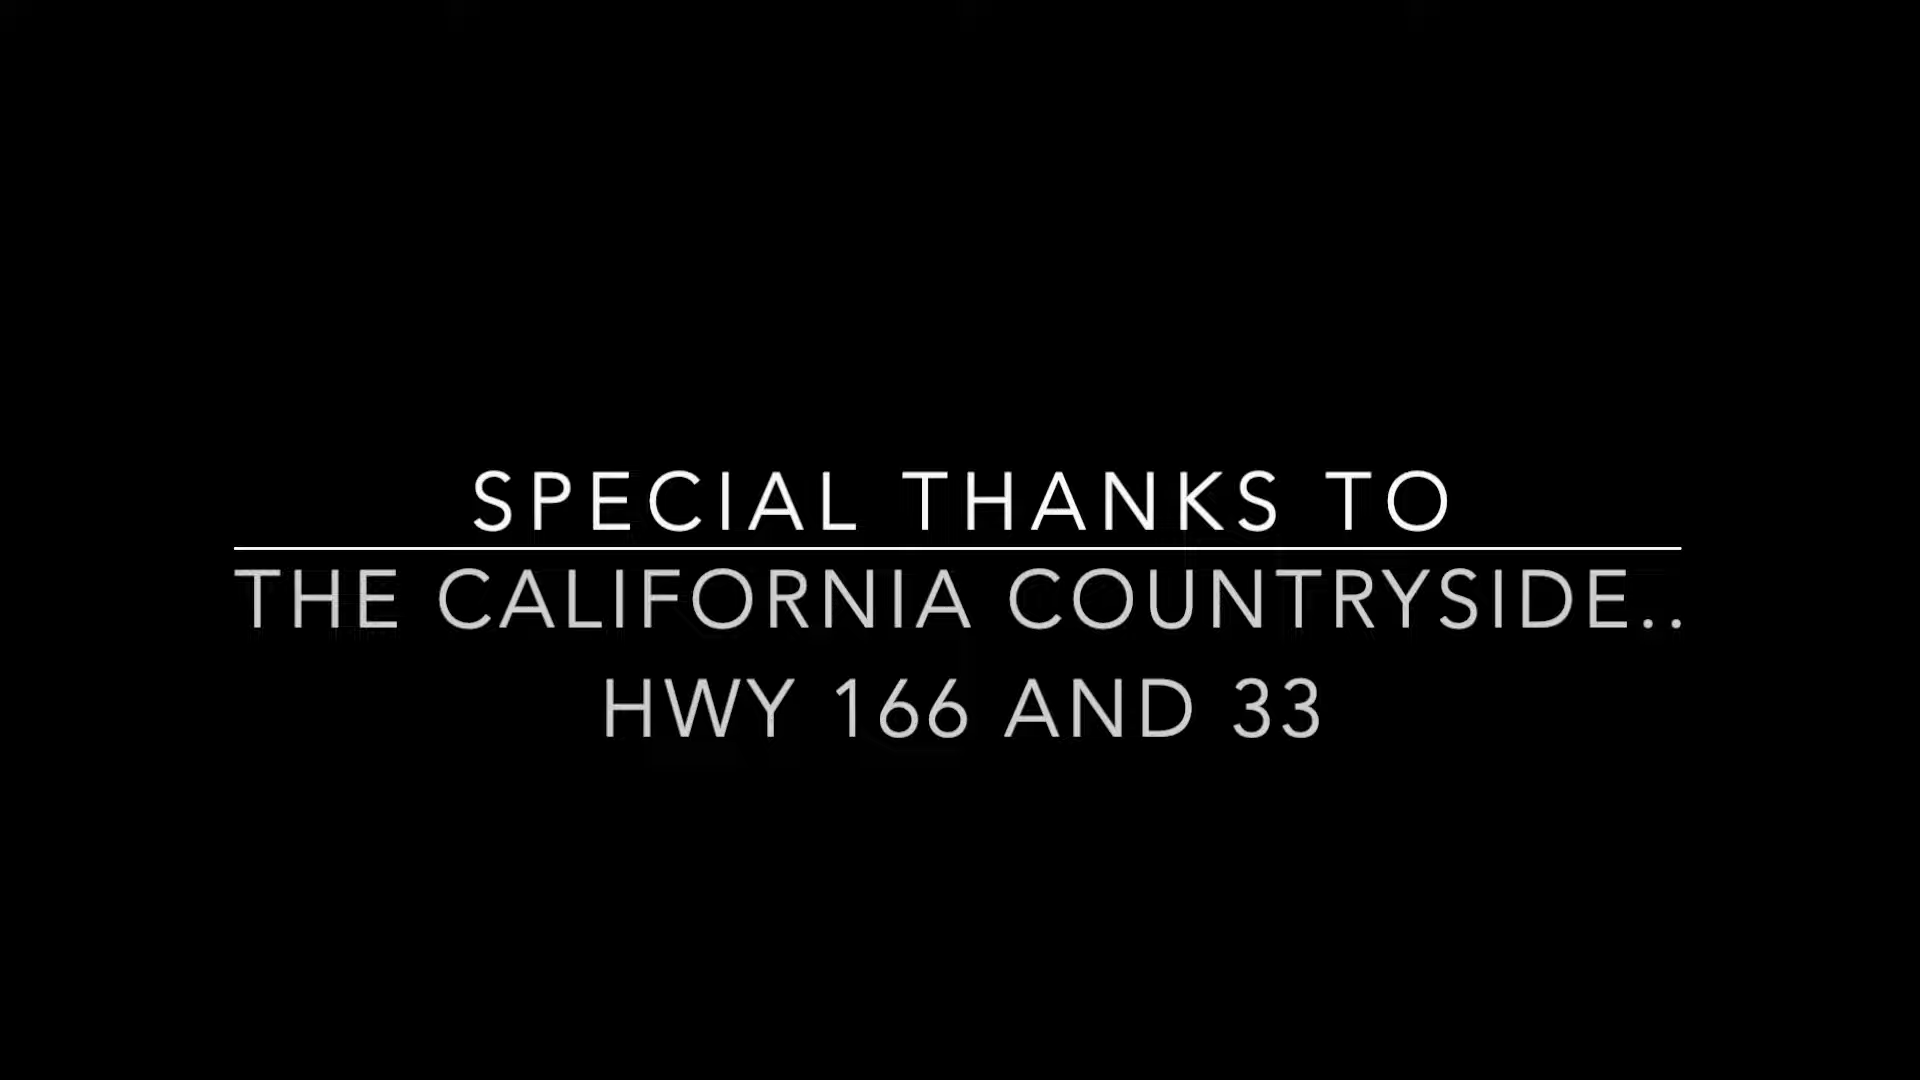 SPECIAL THANKS TO
THE CALIFORNIA COUNTRYSIDE..
HWY 166 AND 33